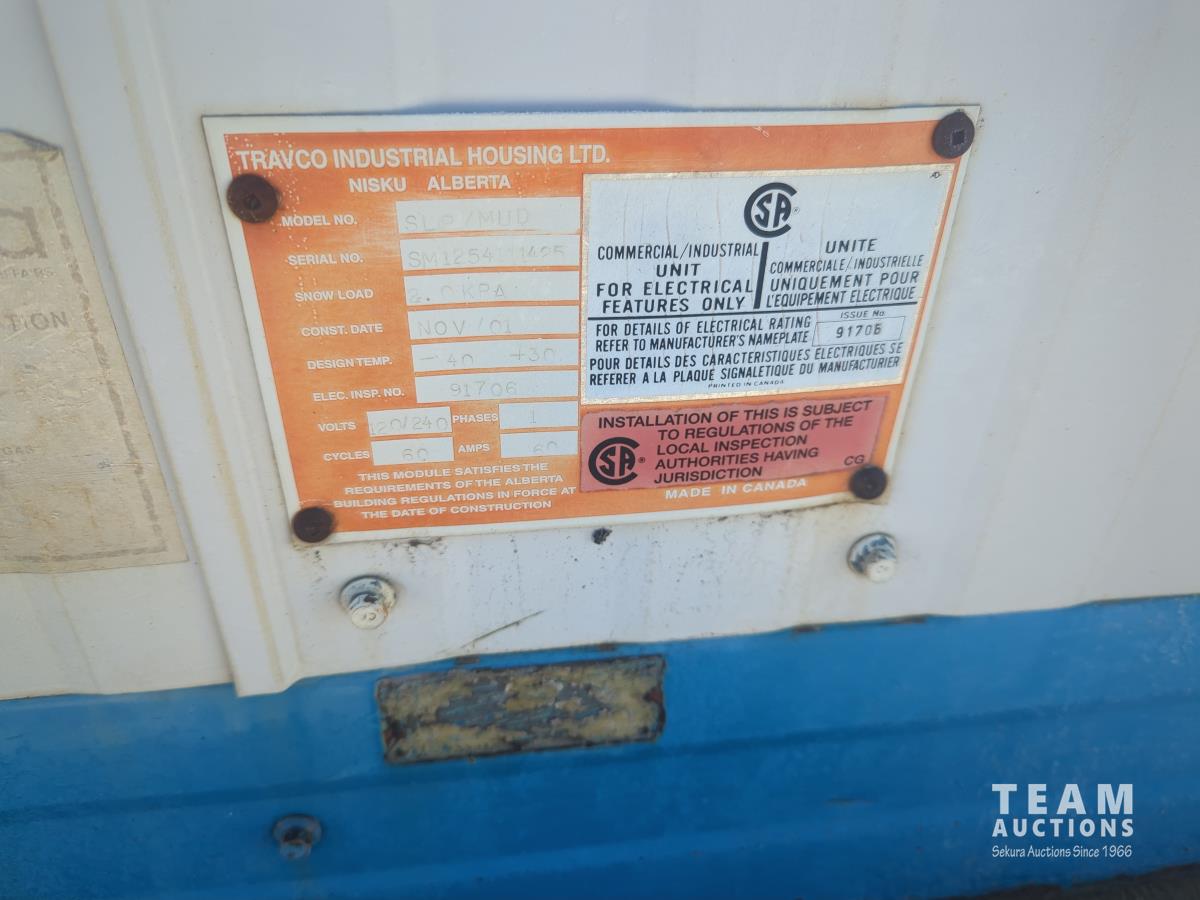 TRAVCO INDUSTRIAL HOUSING LTD.
NISKU ALBERTA
MODEL NO. /MUD
SERIAL NO.
SNOW LOAD 2.0KPA
CONST. DATE NOV/01
DESIGN TEMP. -40 +30
ELEC. INSP. NO. 91706
VOLTS 120/240 PHASES 1
CYCLES 60 AMPS 60
THIS MODULE SATISFIES THE
REQUIREMENTS OF THE ALBERTA
BUILDING REGULATIONS IN FORCE AT
THE DATE OF CONSTRUCTION
SA
COMMERCIAL/INDUSTRIAL
UNIT
FOR ELECTRICAL
FEATURES ONLY
UNITE
COMMERCIALE/INDUSTRIELLE
UNIQUEMENT POUR
L'EQUIPEMENT ELECTRIQUE
FOR DETAILS OF ELECTRICAL RATING
REFER TO MANUFACTURER'S NAMEPLATE
ISSUE No.
91706
POUR DETAILS DES CARACTERISTIQUES ELECTRIQUES SE
REFERER A LA PLAQUE SIGNALETIQUE DU MANUFACTURIER
PRINTED IN CANADA
INSTALLATION OF THIS IS SUBJECT
TO REGULATIONS OF THE
LOCAL INSPECTION
AUTHORITIES HAVING
JURISDICTION
SA
CG
MADE IN CANADA
GAS
TEAM
AUCTIONS
Sekura Auctions Since 1966